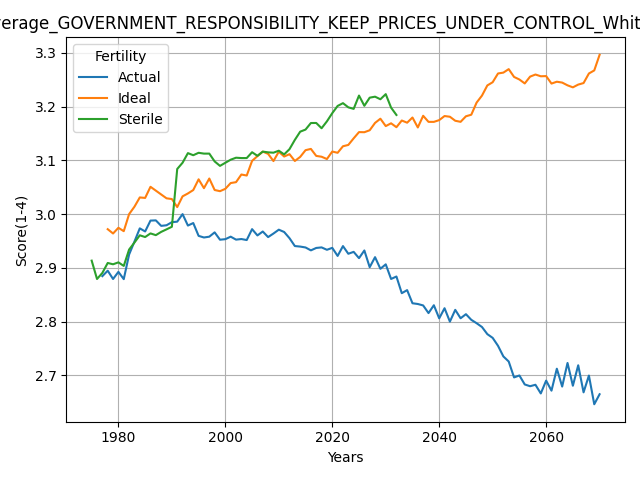 verage_GOVERNMENT_RESPONSIBILITY_KEEP_PRICES_UNDER_CONTROL_Whit
Fertility
Actual
Ideal
Sterile
Score(1-4)
3.3
3.2
3.1
3.0
2.9
2.8
2.7
1980 2000 2020 2040 2060
Years